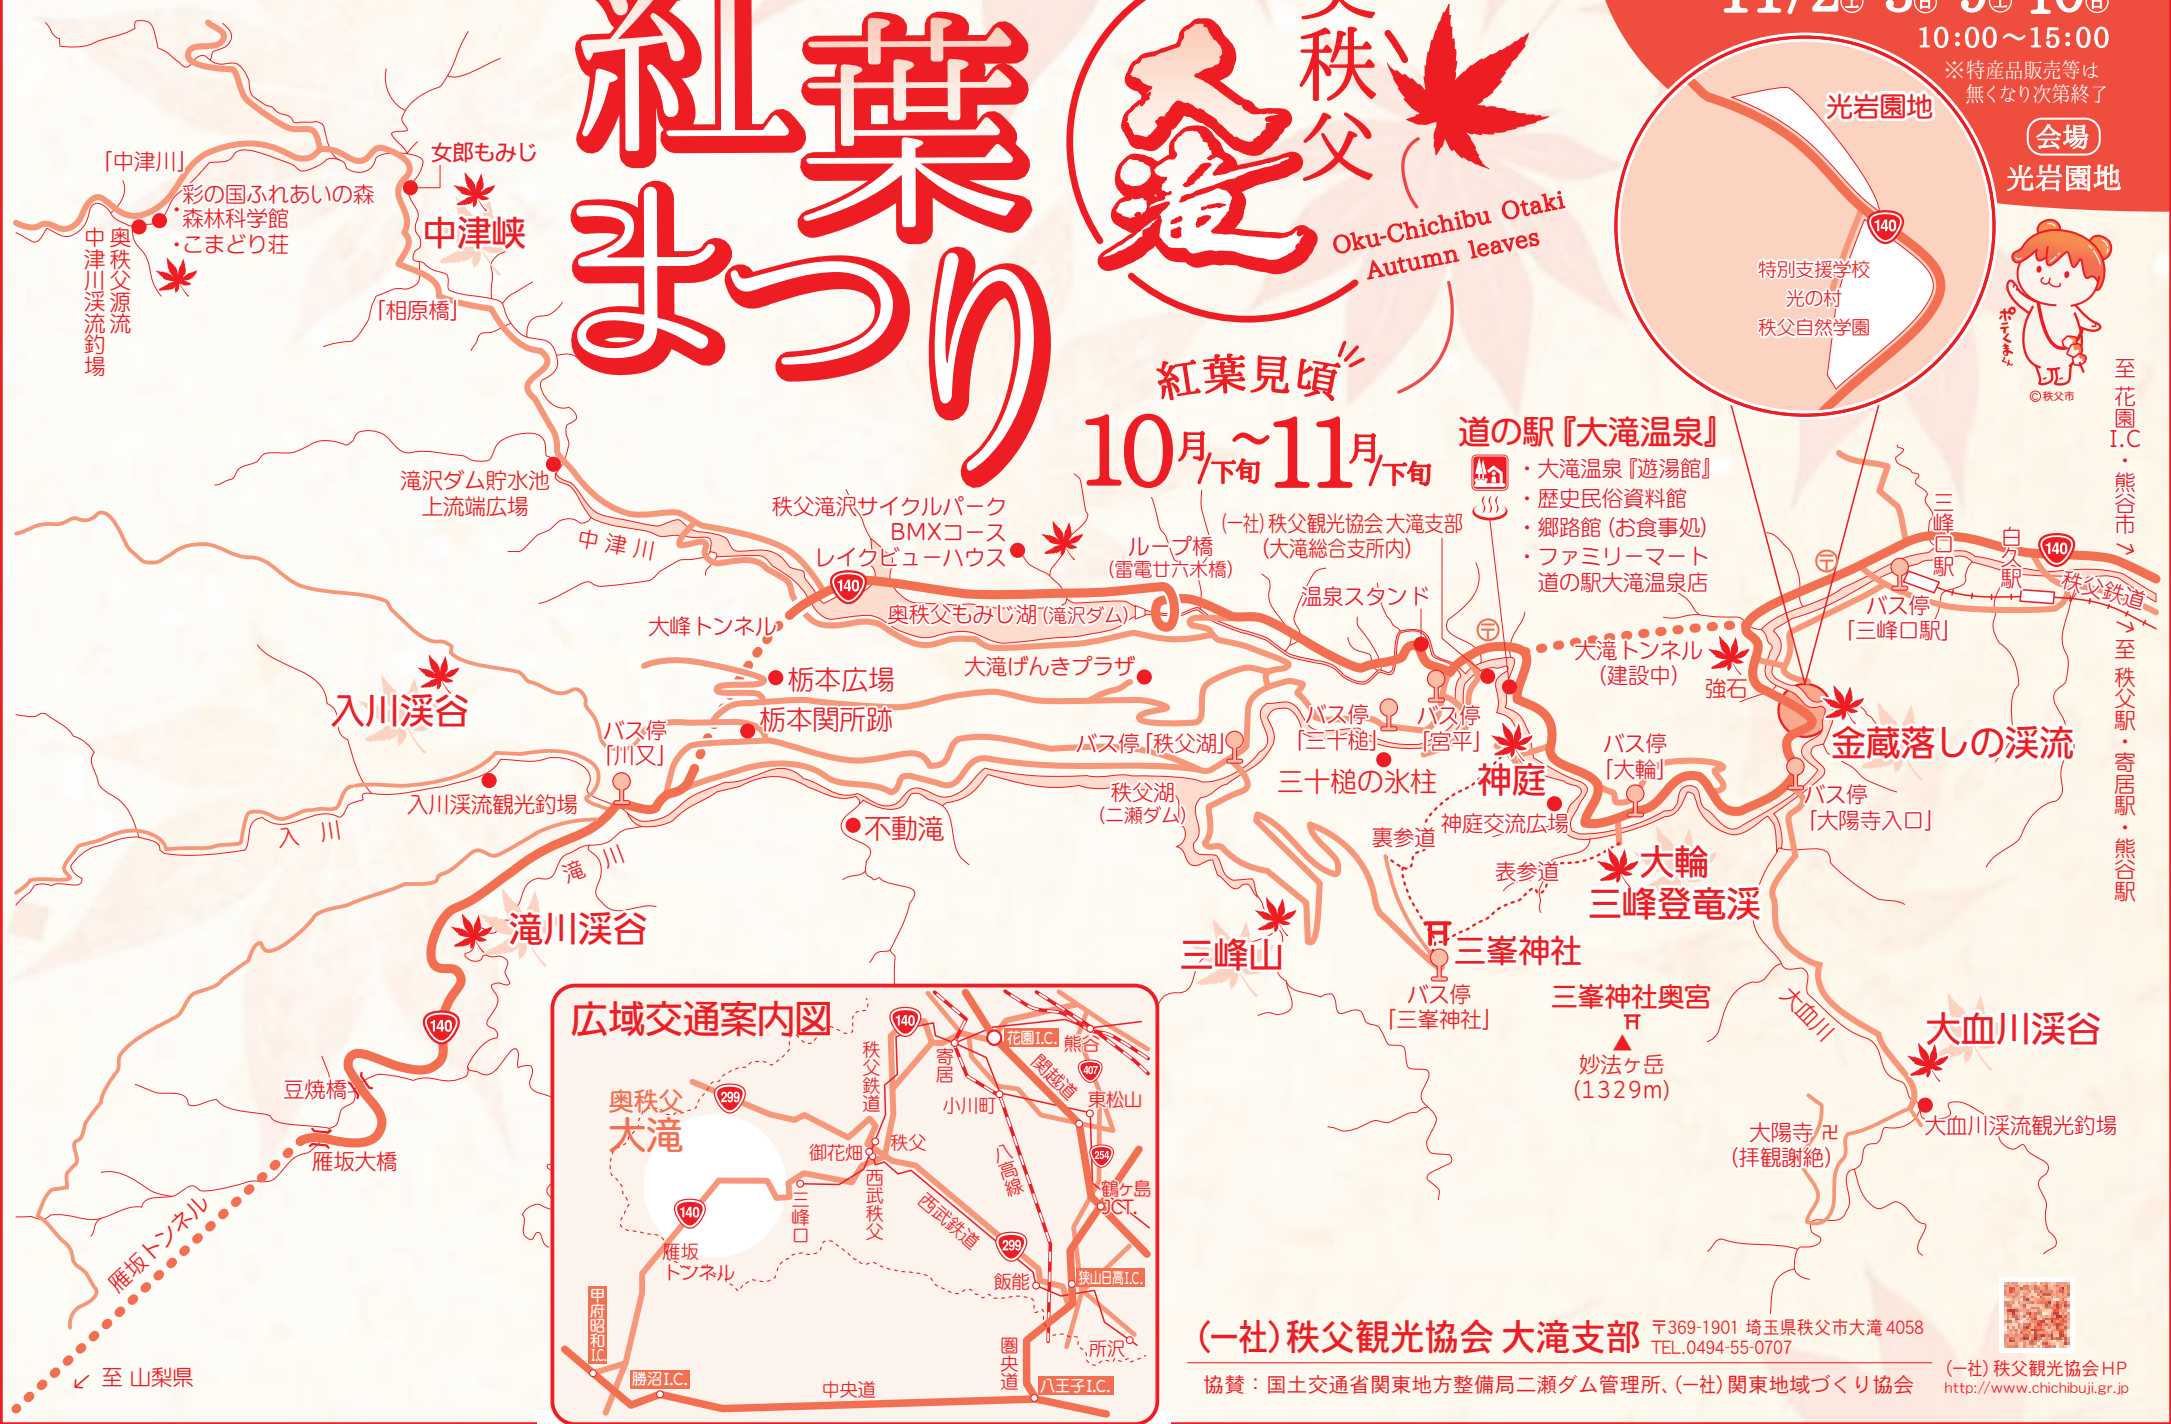 紅葉
まつり
奥秩父
大滝
Oku-Chichibu Otaki
Autumn leaves
紅葉見頃
10月/下旬〜11月/下旬
11/2㊏ 3㊐ 9㊏ 10㊐
10:00〜15:00
※特産品販売等は
無くなり次第終了
会場
光岩園地
光岩園地
140
特別支援学校
光の村
秩父自然学園
ポテくまくん
©秩父市
至 花園I.C・熊谷市
至 秩父駅・寄居駅・熊谷駅
「中津川」
・彩の国ふれあいの森
森林科学館
・こまどり荘
奥秩父源流
中津川渓流釣場
女郎もみじ
中津峡
「相原橋」
滝沢ダム貯水池
上流端広場
中津川
秩父滝沢サイクルパーク
BMXコース
レイクビューハウス
140
奥秩父もみじ湖(滝沢ダム)
ループ橋
(雷電廿六木橋)
(一社)秩父観光協会 大滝支部
(大滝総合支所内)
温泉スタンド
道の駅『大滝温泉』
・大滝温泉『遊湯館』
・歴史民俗資料館
・郷路館(お食事処)
・ファミリーマート
道の駅大滝温泉店
三峰口駅
白久駅
140
秩父鉄道
バス停
「三峰口駅」
大滝トンネル
(建設中)
強石
金蔵落しの渓流
バス停
「大陽寺入口」
大峰トンネル
栃本広場
栃本関所跡
大滝げんきプラザ
バス停「秩父湖」
バス停
「三十槌」
バス停
「宮平」
三十槌の氷柱
神庭
神庭交流広場
バス停
「大輪」
入川渓谷
バス停
「川又」
入川渓流観光釣場
入川
滝川
不動滝
秩父湖
(二瀬ダム)
裏参道
表参道
大輪
三峰登竜渓
滝川渓谷
三峰山
三峯神社
バス停
「三峯神社」
三峯神社奥宮
妙法ヶ岳
(1329m)
大血川
大血川渓谷
大血川渓流観光釣場
大陽寺
(拝観謝絶)
140
豆焼橋
雁坂大橋
雁坂トンネル
至 山梨県
広域交通案内図
奥秩父
大滝
299
140
秩父鉄道
寄居
花園I.C.
熊谷
関越道
407
東松山
小川町
御花畑
秩父
三峰口
西武秩父
八高線
254
鶴ヶ島
JCT.
140
雁坂
トンネル
西武鉄道
299
飯能
狭山日高I.C.
甲府昭和I.C.
勝沼I.C.
中央道
圏央道
所沢
八王子I.C.
(一社)秩父観光協会 大滝支部
〒369-1901 埼玉県秩父市大滝4058
TEL.0494-55-0707
協賛：国土交通省関東地方整備局二瀬ダム管理所、(一社)関東地域づくり協会
(一社)秩父観光協会HP
http://www.chichibuji.gr.jp